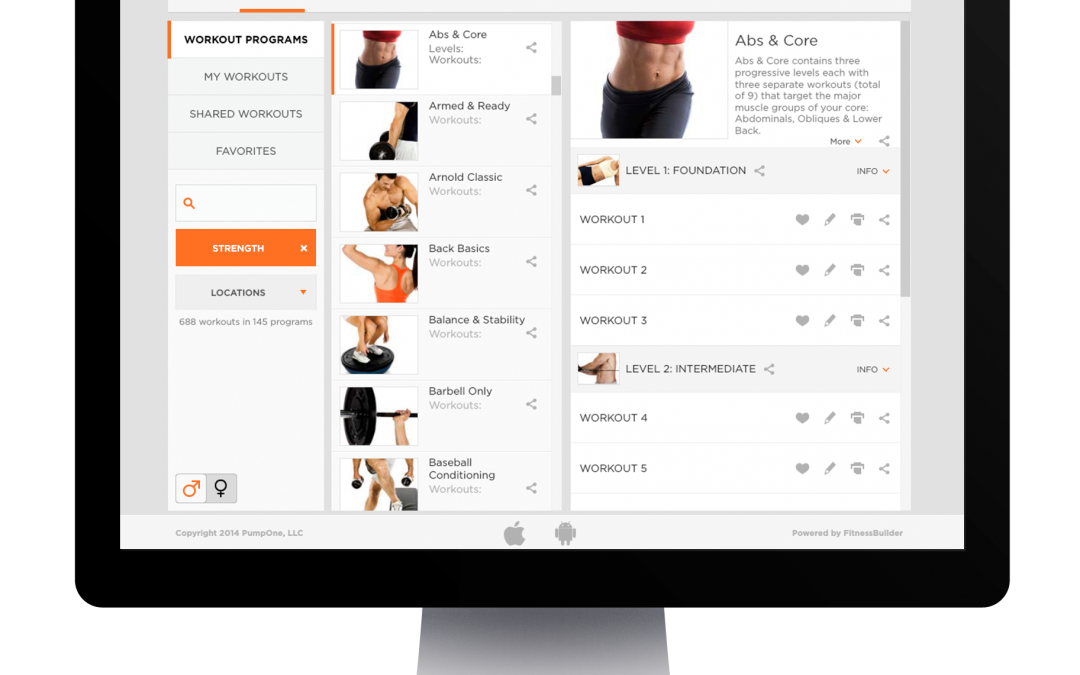 WORKOUT PROGRAMS
MY WORKOUTS
SHARED WORKOUTS
FAVORITES
STRENGTH
LOCATIONS
688 workouts in 145 programs
Abs & Core
Levels:
Workouts:
Armed & Ready
Workouts:
Arnold Classic
Workouts:
Back Basics
Workouts:
Balance & Stability
Workouts:
Barbell Only
Workouts:
Baseball
Conditioning
Workouts:
Abs & Core
Abs & Core contains three
progressive levels each with
three separate workouts (total
of 9) that target the major
muscle groups of your core:
Abdominals, Obliques & Lower
Back.
More
LEVEL 1: FOUNDATION
INFO
WORKOUT 1
WORKOUT 2
WORKOUT 3
LEVEL 2: INTERMEDIATE
INFO
WORKOUT 4
WORKOUT 5
Copyright 2014 PumpOne, LLC
Powered by FitnessBuilder